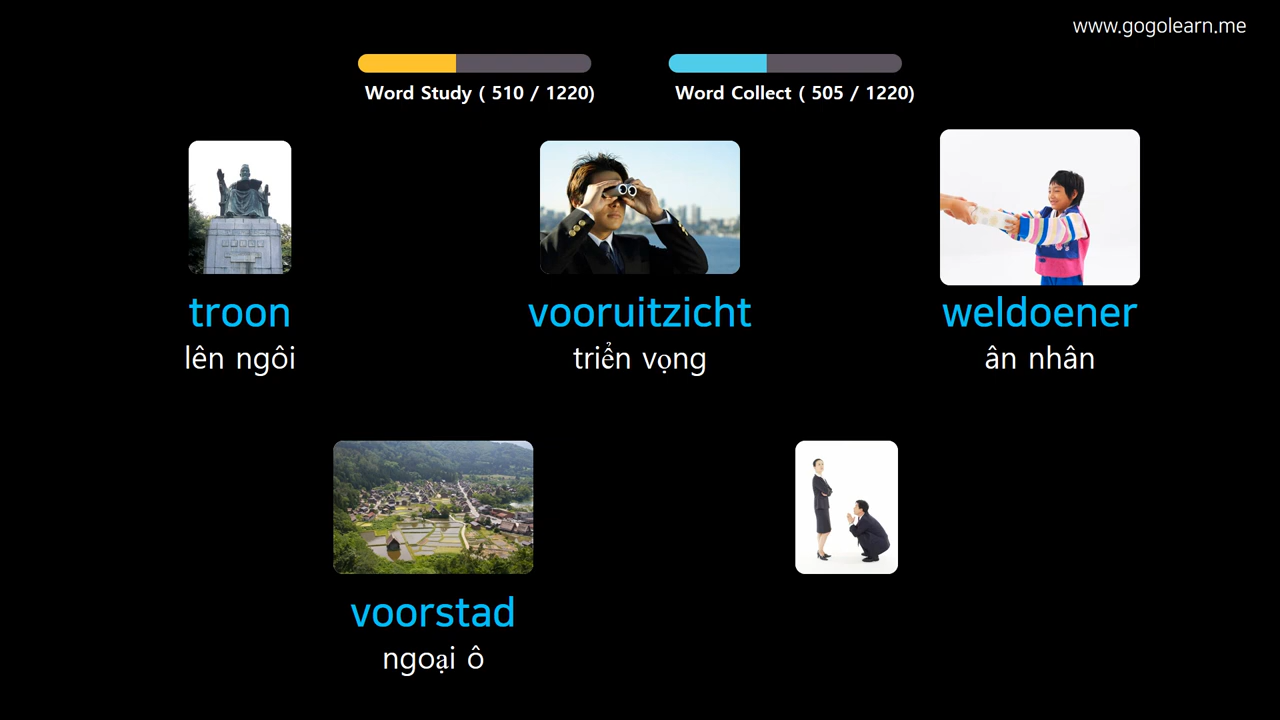 www.gogolearn.me
Word Study ( 510 / 1220)
Word Collect ( 505 / 1220)
troon
lên ngôi
vooruitzicht
triển vọng
weldoener
ân nhân
voorstad
ngoại ô